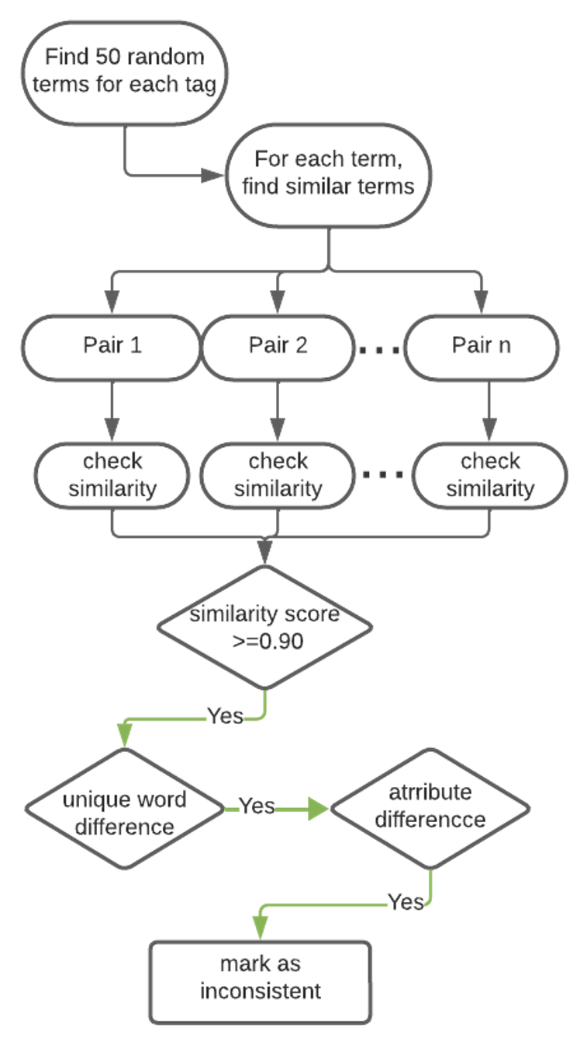 Find 50 random
terms for each tag
For each term,
find similar terms
Pair 1
Pair 2
...
Pair n
check
similarity
check
similarity
...
check
similarity
similarity score
>=0.90
Yes
unique word
difference
Yes
atrribute
differencce
Yes
mark as
inconsistent